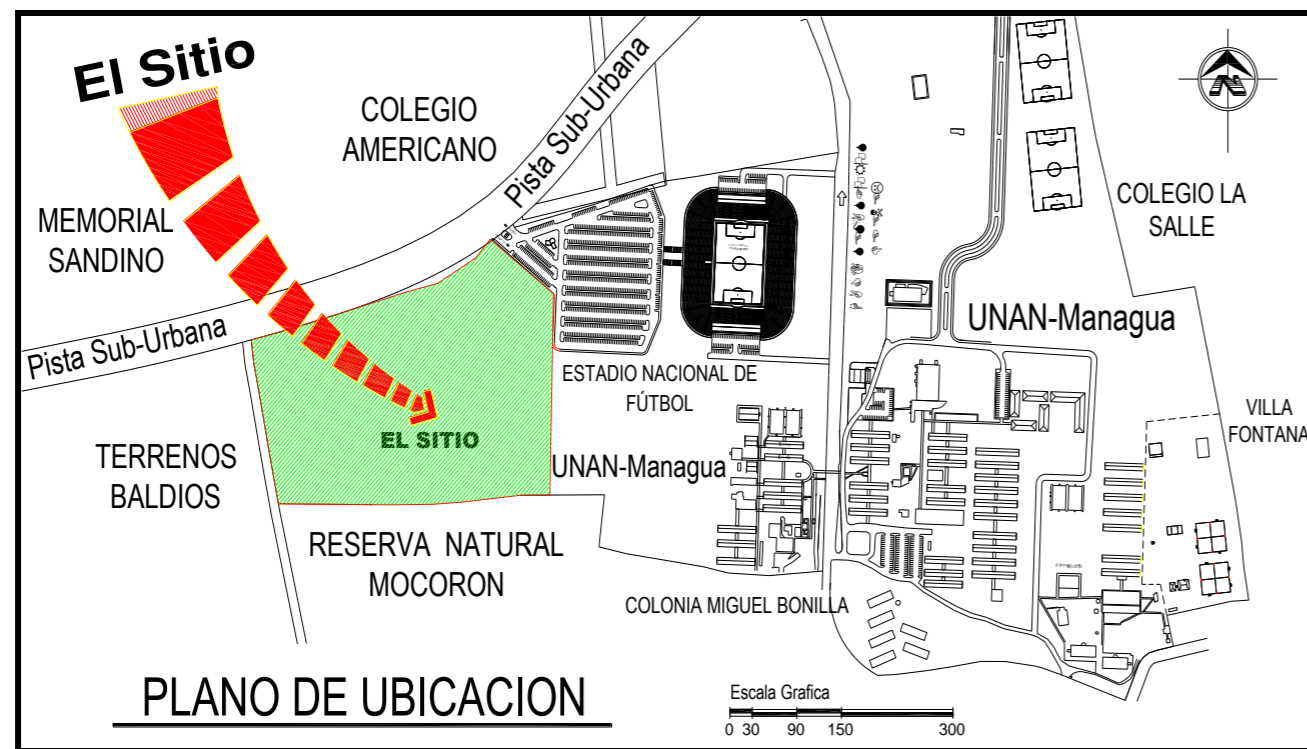 El Sitio
COLEGIO
AMERICANO
Pista Sub-Urbana
MEMORIAL
SANDINO
COLEGIO LA
SALLE
UNAN-Managua
Pista Sub-Urbana
ESTADIO NACIONAL DE
FÚTBOL
EL SITIO
VILLA
FONTANA
TERRENOS
BALDIOS
UNAN-Managua
RESERVA NATURAL
MOCORON
COLONIA MIGUEL BONILLA
PLANO DE UBICACION
Escala Grafica
0 30 90 150 300
N